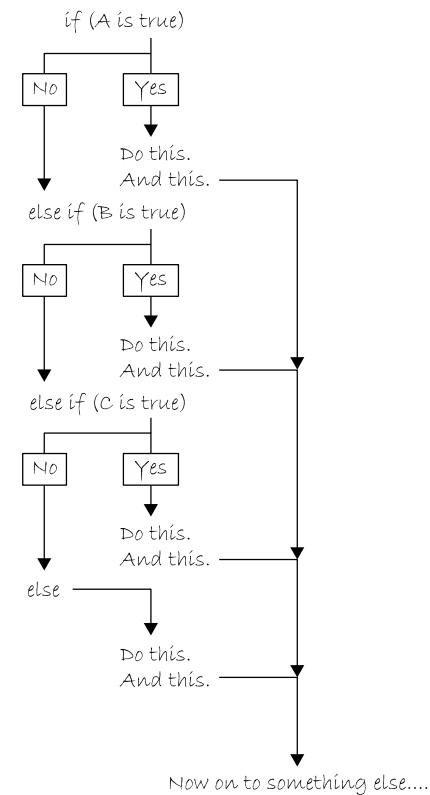 if (A is true)
No
Yes
Do this.
And this.
else if (B is true)
No
Yes
Do this.
And this.
else if (C is true)
No
Yes
Do this.
And this.
else
Do this.
And this.
Now on to something else....